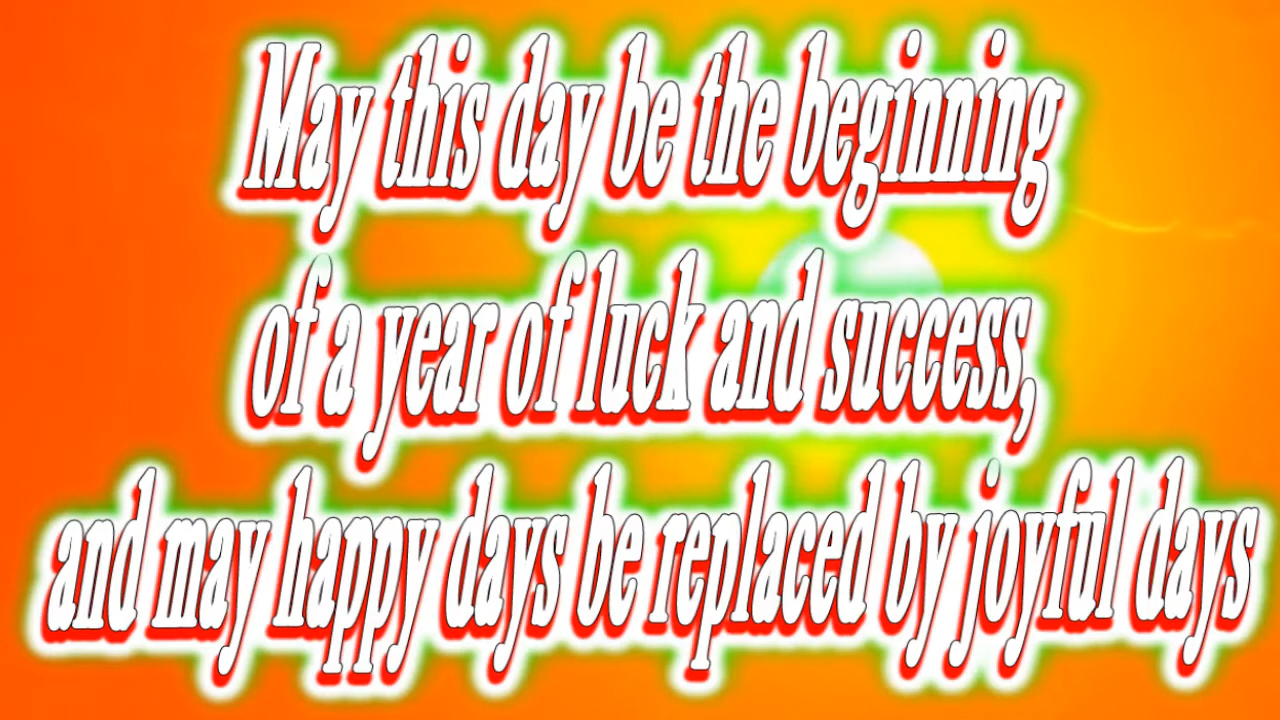 May this day be the beginning
of a year of luck and success,
and may happy days be replaced by joyful days